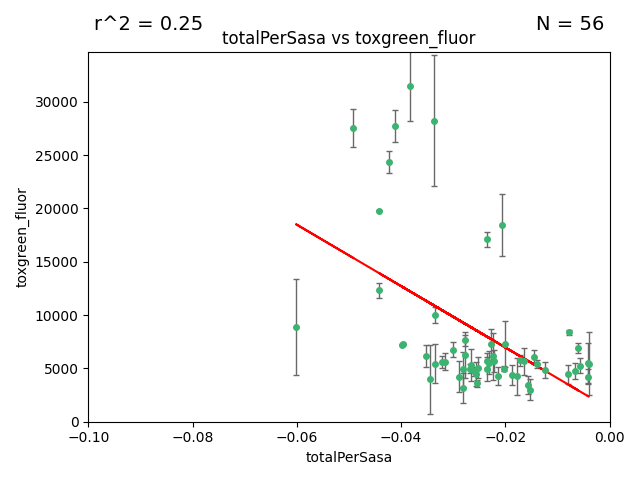 r^2 = 0.25
N = 56
totalPerSasa vs toxgreen_fluor
toxgreen_fluor
30000
25000
20000
15000
10000
5000
0
−0.10
−0.08
−0.06
−0.04
−0.02
0.00
totalPerSasa